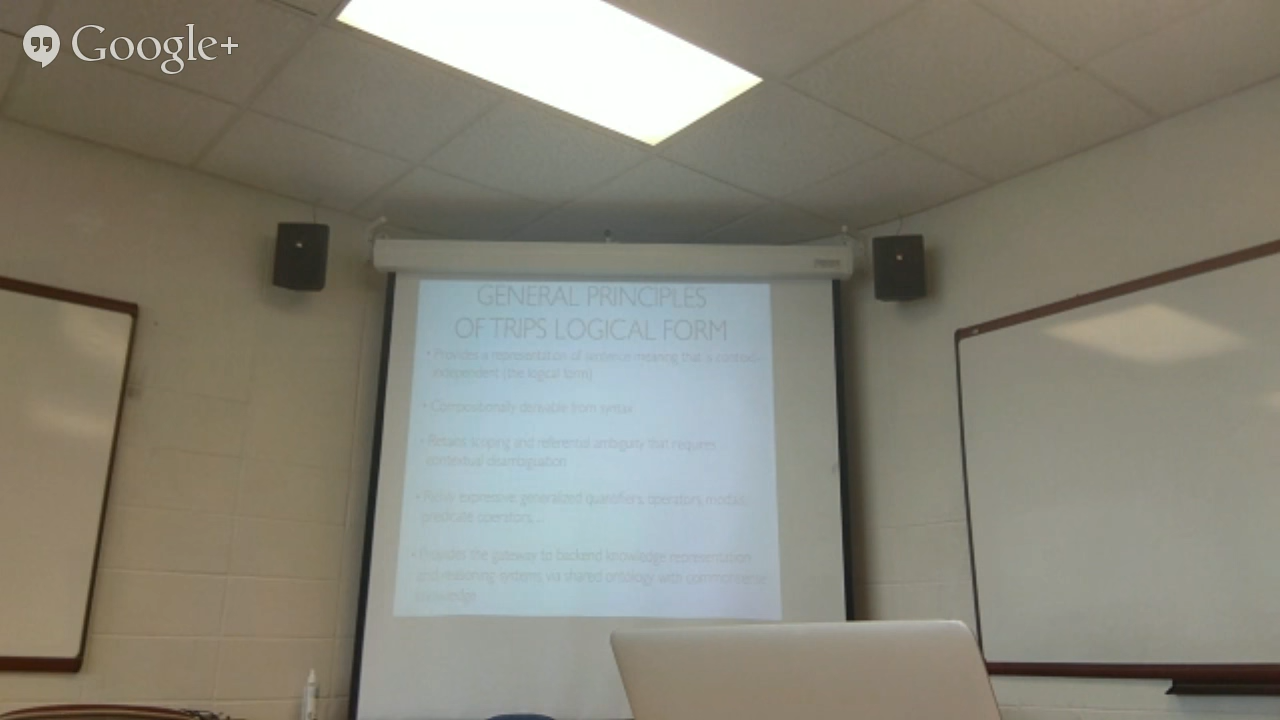 Google+
GENERAL PRINCIPLES
OF TRIPS LOGICAL FORM
• Provides a representation of sentence meaning that is context-
independent (the logical form)
• Compositionally derivable from syntax
• Retains scoping and referential ambiguity that requires
contextual disambiguation
• Richly expressive: generalized quantifiers, operators, modals,
predicate operators, ...
• Provides the gateway to backend knowledge representation
and reasoning systems via shared ontology with commonsense
knowledge